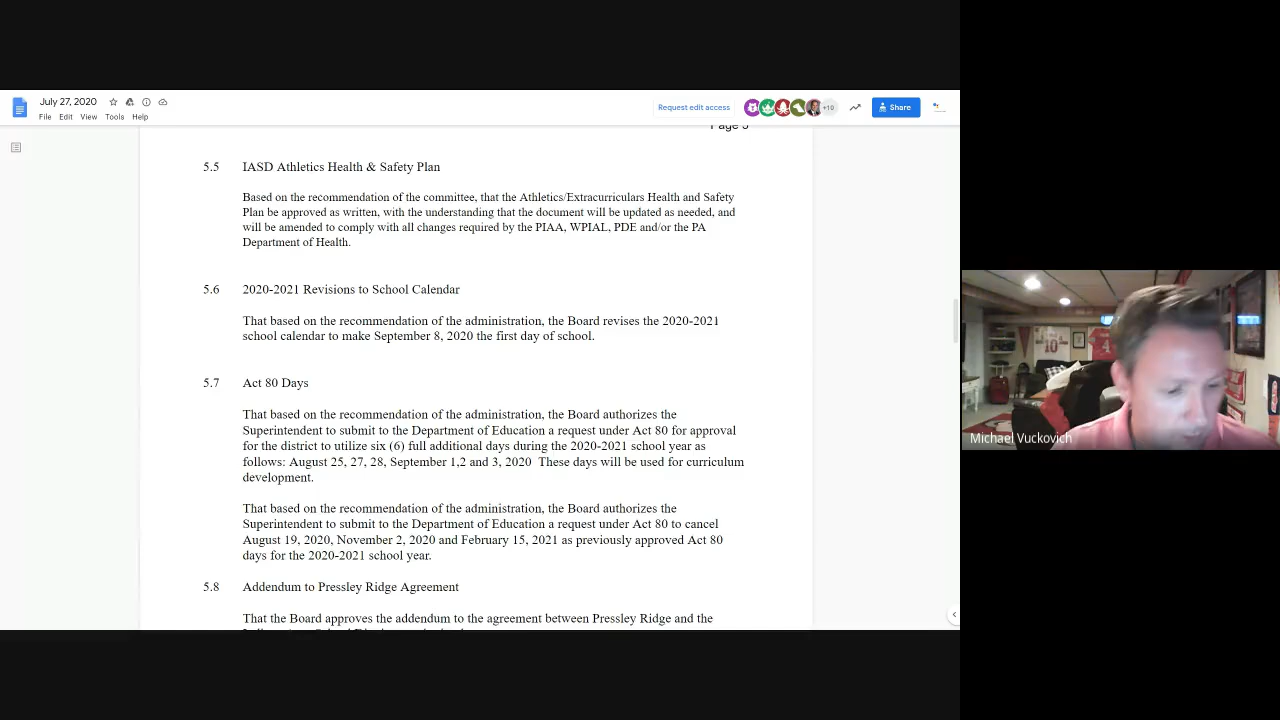 July 27, 2020
File Edit View Tools Help
Request edit access
+10
Share
Page 5
5.5 IASD Athletics Health & Safety Plan
Based on the recommendation of the committee, that the Athletics/Extracurriculars Health and Safety
Plan be approved as written, with the understanding that the document will be updated as needed, and
will be amended to comply with all changes required by the PIAA, WPIAL, PDE and/or the PA
Department of Health.
5.6 2020-2021 Revisions to School Calendar
That based on the recommendation of the administration, the Board revises the 2020-2021
school calendar to make September 8, 2020 the first day of school.
5.7 Act 80 Days
That based on the recommendation of the administration, the Board authorizes the
Superintendent to submit to the Department of Education a request under Act 80 for approval
for the district to utilize six (6) full additional days during the 2020-2021 school year as
follows: August 25, 27, 28, September 1,2 and 3, 2020 These days will be used for curriculum
development.
That based on the recommendation of the administration, the Board authorizes the
Superintendent to submit to the Department of Education a request under Act 80 to cancel
August 19, 2020, November 2, 2020 and February 15, 2021 as previously approved Act 80
days for the 2020-2021 school year.
5.8 Addendum to Pressley Ridge Agreement
That the Board approves the addendum to the agreement between Pressley Ridge and the
10
4
Michael Vuckovich